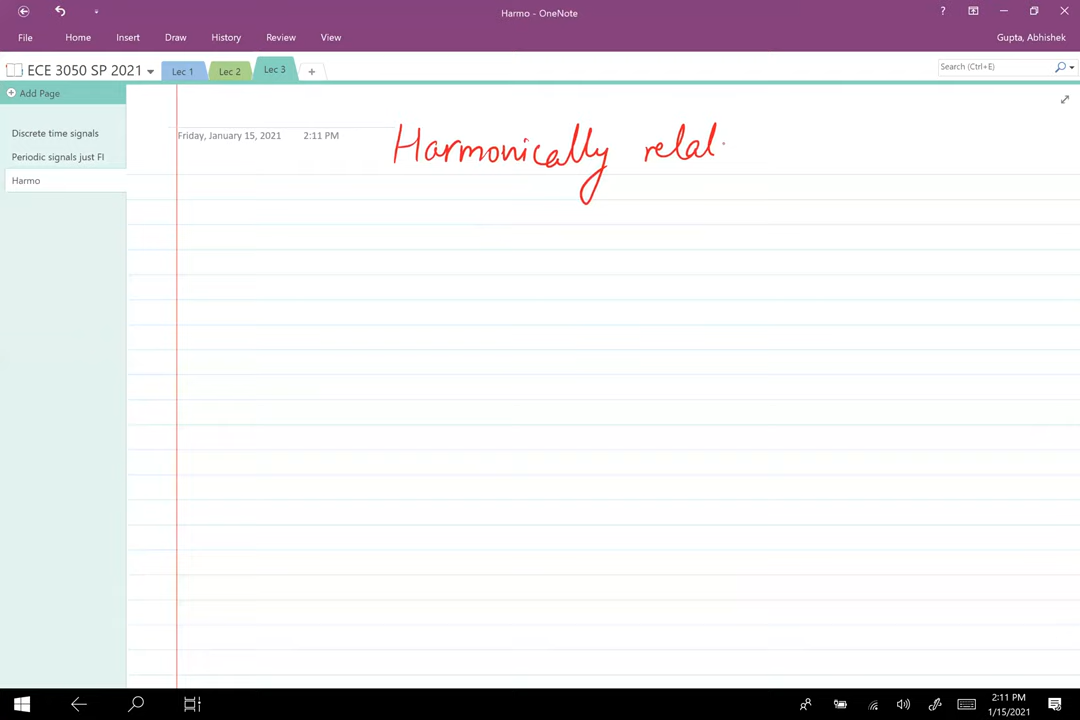 Harmo - OneNote
?
File
Home
Insert
Draw
History
Review
View
Gupta, Abhishek
ECE 3050 SP 2021
Lec 1
Lec 2
Lec 3
+
Search (Ctrl+E)
Add Page
Discrete time signals
Periodic signals just FI
Harmo
Friday, January 15, 2021 2:11 PM
Harmonically relat
2:11 PM
1/15/2021